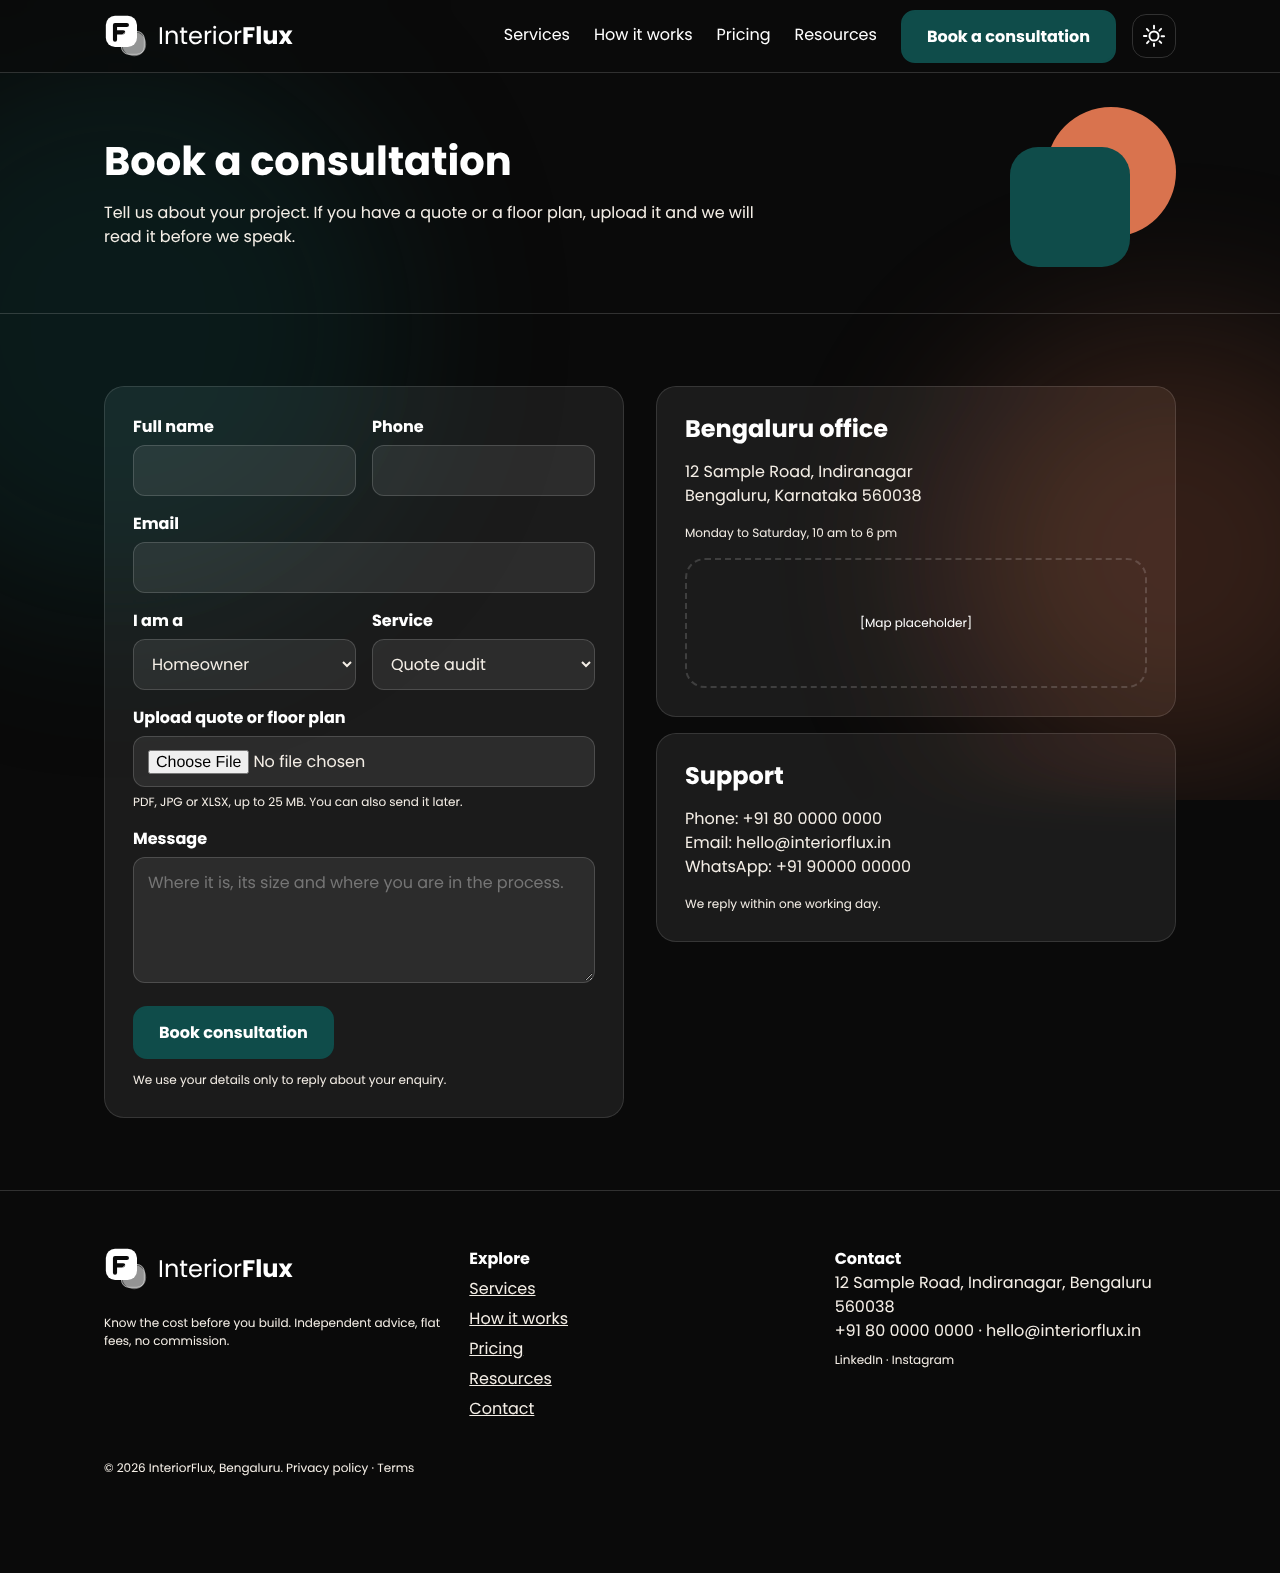 F InteriorFlux
Services How it works Pricing Resources Book a consultation
Book a consultation
Tell us about your project. If you have a quote or a floor plan, upload it and we will
read it before we speak.
Full name Phone
Email
I am a Service
Homeowner Quote audit
Upload quote or floor plan
Choose File No file chosen
PDF, JPG or XLSX, up to 25 MB. You can also send it later.
Message
Where it is, its size and where you are in the process.
Book consultation
We use your details only to reply about your enquiry.
Bengaluru office
12 Sample Road, Indiranagar
Bengaluru, Karnataka 560038
Monday to Saturday, 10 am to 6 pm
[Map placeholder]
Support
Phone: +91 80 0000 0000
Email: hello@interiorflux.in
WhatsApp: +91 90000 00000
We reply within one working day.
F InteriorFlux
Know the cost before you build. Independent advice, flat
fees, no commission.
Explore
Services
How it works
Pricing
Resources
Contact
Contact
12 Sample Road, Indiranagar, Bengaluru
560038
+91 80 0000 0000 · hello@interiorflux.in
LinkedIn · Instagram
© 2026 InteriorFlux, Bengaluru. Privacy policy · Terms